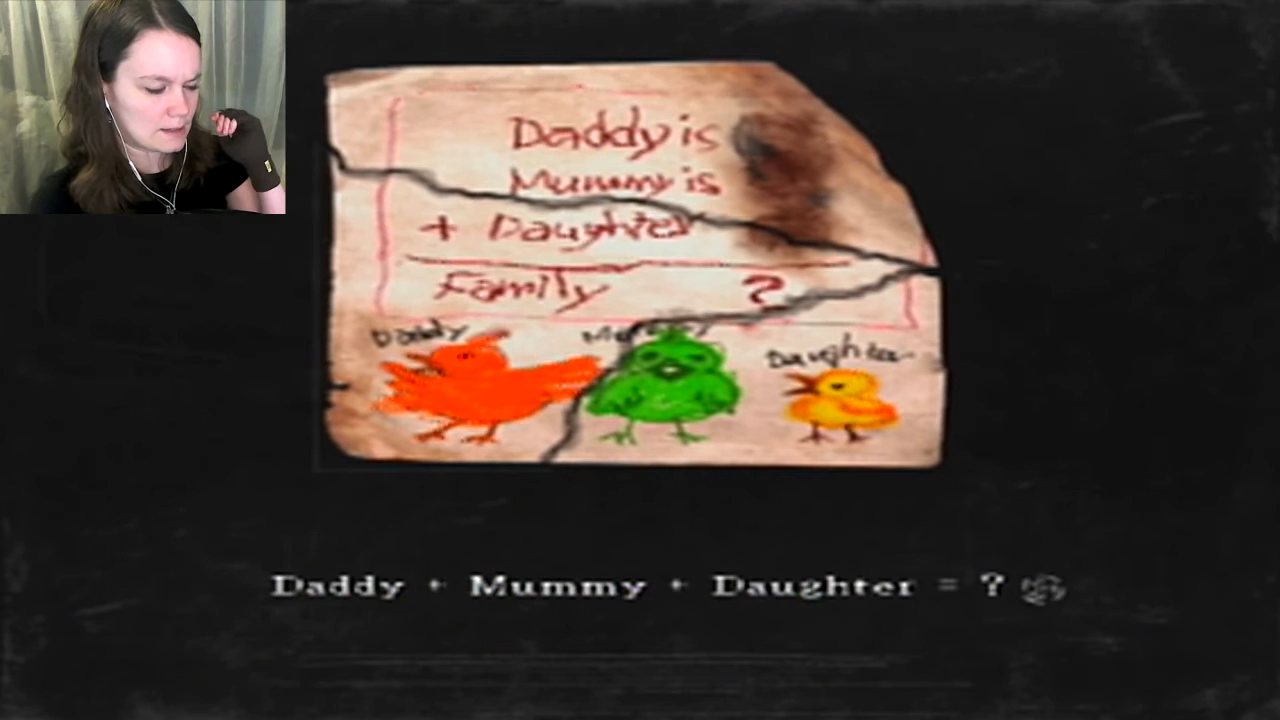 Daddy is
Mummy is
+ Daughter
Family ?
Daddy
Daughter
Daddy + Mummy + Daughter = ?